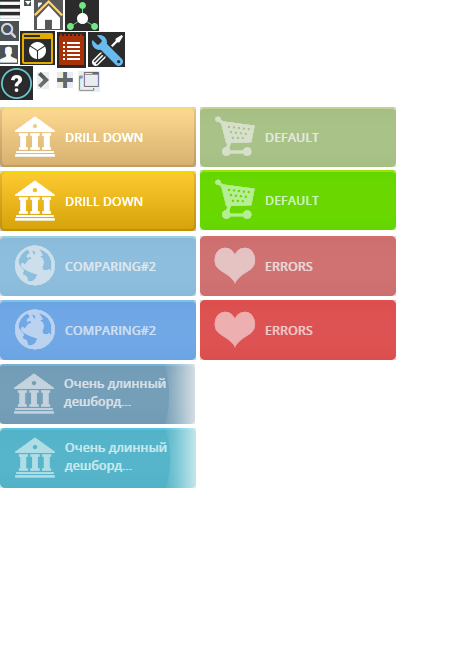 ?
DRILL DOWN
DEFAULT
DRILL DOWN
DEFAULT
COMPARING#2
ERRORS
COMPARING#2
ERRORS
Очень длинный
дешборд...
Очень длинный
дешборд...